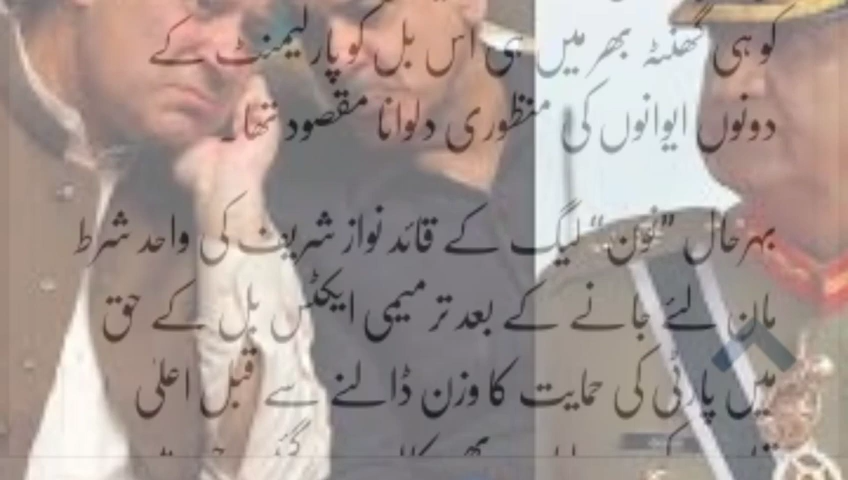 کو ہی گھنٹہ بھر میں ہی اس بل کو پارلیمنٹ کے
دونوں ایوانوں کی منظوری دلوانا مقصود تھا۔
بہرحال ”نون“ لیگ کے قائد نواز شریف کی واحد شرط
مان لئے جانے کے بعد ترمیمی ایکٹس بل کے حق
میں پارٹی کی حمایت کا وزن ڈالنے سے قبل اعلیٰ